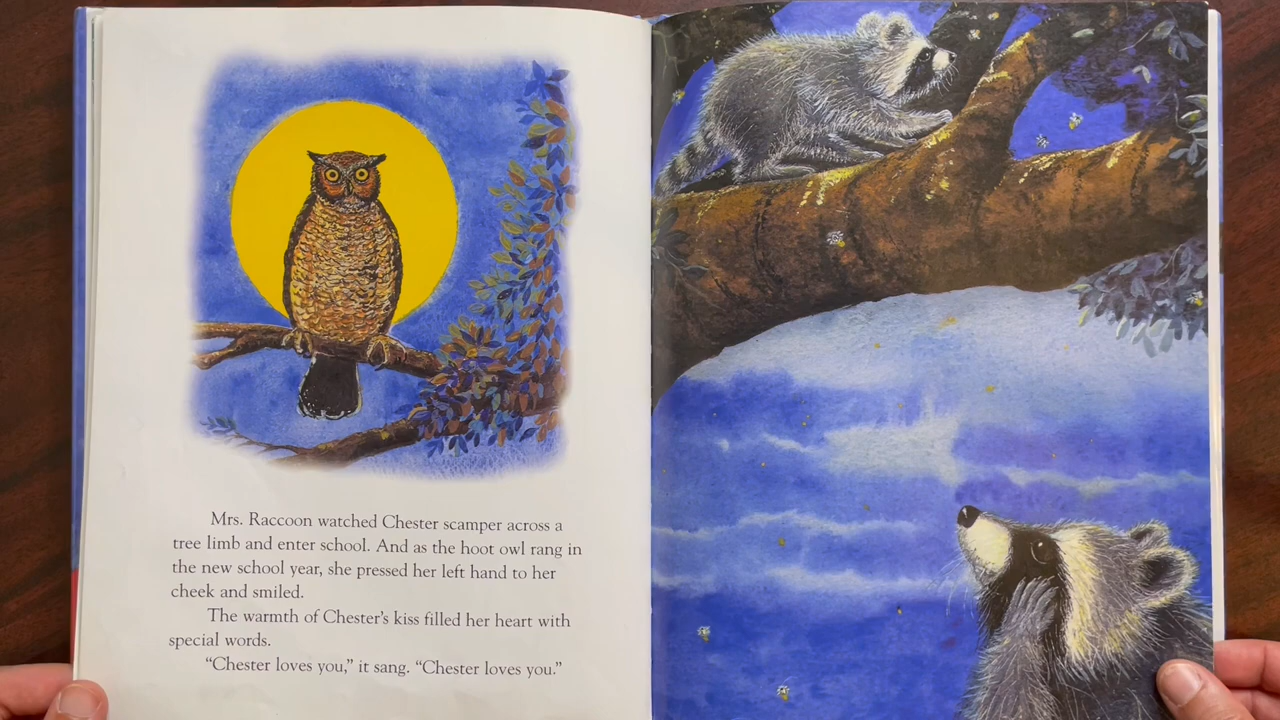 Mrs. Raccoon watched Chester scamper across a
tree limb and enter school. And as the hoot owl rang in
the new school year, she pressed her left hand to her
cheek and smiled.
The warmth of Chester’s kiss filled her heart with
special words.
“Chester loves you,” it sang. “Chester loves you.”